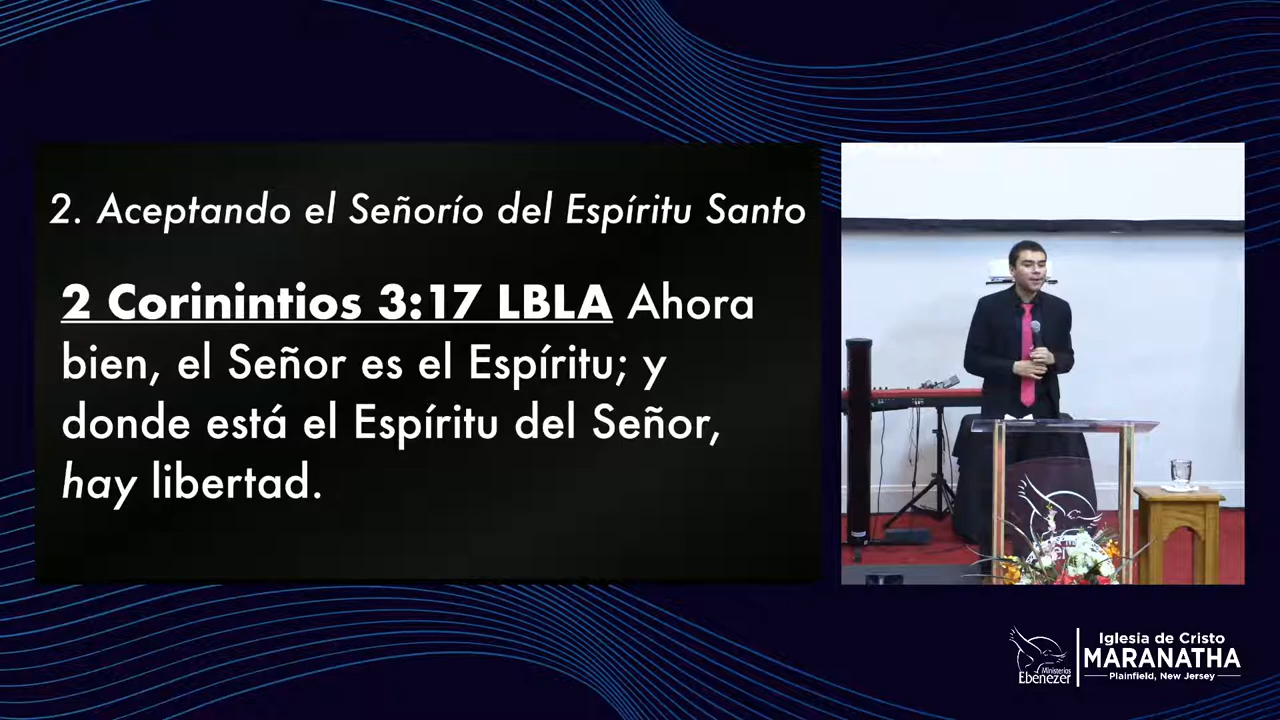 2. Aceptando el Señorío del Espíritu Santo
2 Corinintios 3:17 LBLA Ahora
bien, el Señor es el Espíritu; y
donde está el Espíritu del Señor,
hay libertad.
Ministerios
Ebenezer
Iglesia de Cristo
MARANATHA
Plainfield, New Jersey